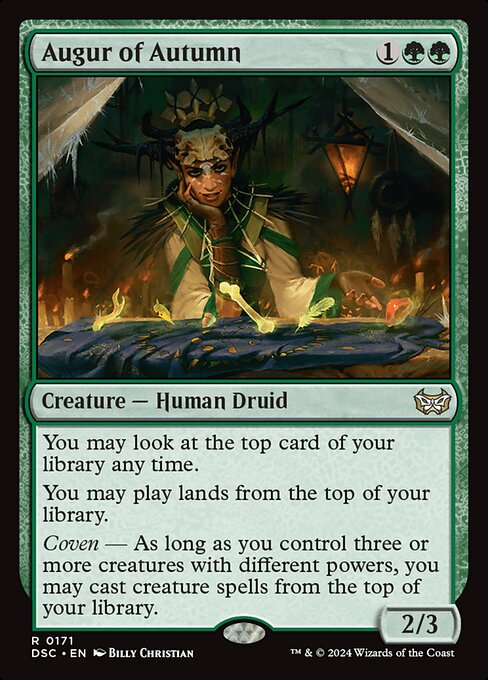 Augur of Autumn 1
Creature — Human Druid
You may look at the top card of your
library any time.
You may play lands from the top of your
library.
Coven — As long as you control three or
more creatures with different powers, you
may cast creature spells from the top of
your library.
2/3
R 0171
DSC • EN Billy Christian
™ & © 2024 Wizards of the Coast